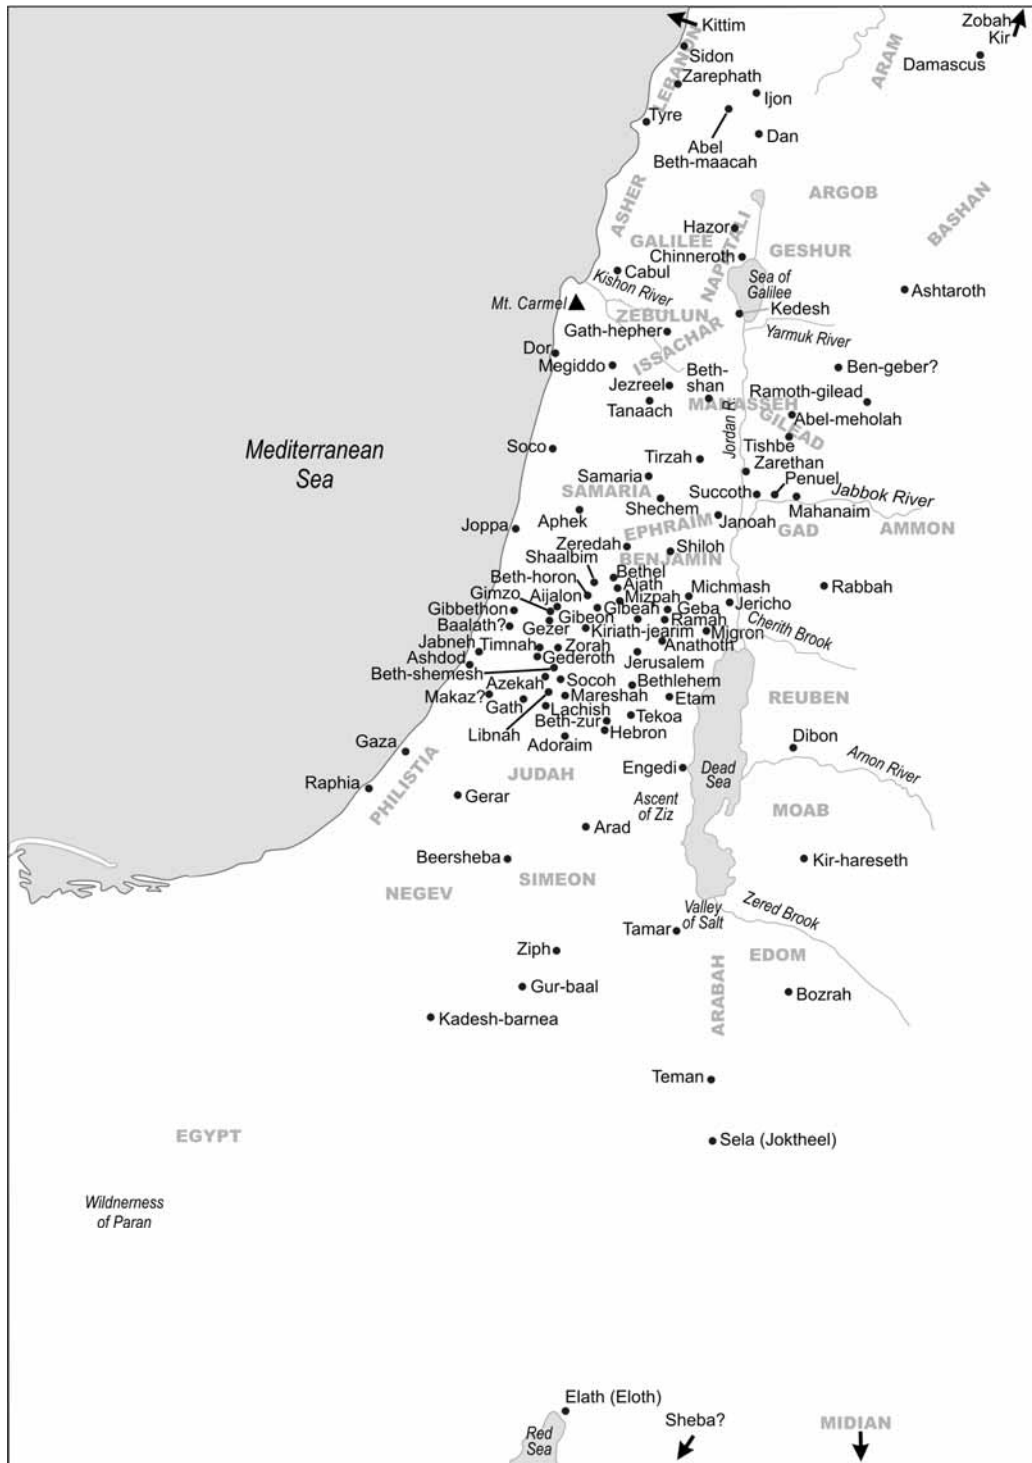 Kittim
Zobah
Kir
Sidon
Damascus
ARAM
LEBANON
Zarephath
Ijon
Tyre
Dan
Abel
Beth-maacah
ARGOB
ASHER
BASHAN
Hazor
GALILEE
NAPHTALI
GESHUR
Chinneroth
Cabul
Sea of
Galilee
Kishon River
Ashtaroth
Mt. Carmel
Kedesh
ZEBULUN
Gath-hepher
Yarmuk River
ISSACHAR
Dor
Megiddo
Ben-geber?
Beth-
shan
Jezreel
Ramoth-gilead
Tanaach
MANASSEH
Abel-meholah
GILEAD
Jordan R.
Mediterranean
Sea
Soco
Tishbe
Tirzah
Zarethan
Samaria
Penuel
SAMARIA
Succoth
Jabbok River
Shechem
Mahanaim
Aphek
Janoah
Joppa
EPHRAIM
GAD
AMMON
Zeredah
Shiloh
Shaalbim
BENJAMIN
Beth-horon
Bethel
Ajath
Michmash
Rabbah
Gimzo
Aijalon
Mizpah
Gibbethon
Gibeah
Geba
Jericho
Baalath?
Gibeon
Ramah
Gezer
Kiriath-jearim
Migron
Cherith Brook
Jabneh
Timnah
Zorah
Anathoth
Ashdod
Gederoth
Jerusalem
Beth-shemesh
Azekah
Socoh
Bethlehem
Makaz?
Mareshah
Etam
REUBEN
Gath
Lachish
Libnah
Beth-zur
Tekoa
Hebron
Adoraim
Dibon
Gaza
Arnon River
PHILISTIA
JUDAH
Engedi
Dead
Sea
Raphia
Gerar
Ascent
of Ziz
MOAB
Arad
Beersheba
Kir-hareseth
SIMEON
NEGEV
Valley
of Salt
Zered Brook
Tamar
Ziph
EDOM
ARABAH
Gur-baal
Bozrah
Kadesh-barnea
Teman
EGYPT
Sela (Joktheel)
Wildnerness
of Paran
Elath (Eloth)
Sheba?
MIDIAN
Red
Sea